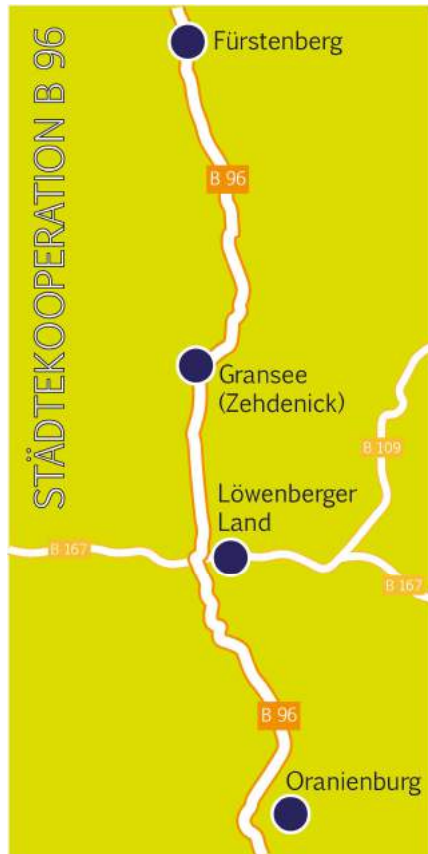 STÄDTEKOOPERATION B 96
Fürstenberg
B 96
Gransee
(Zehdenick)
B 109
Löwenberger
Land
B 167
B 167
B 96
Oranienburg